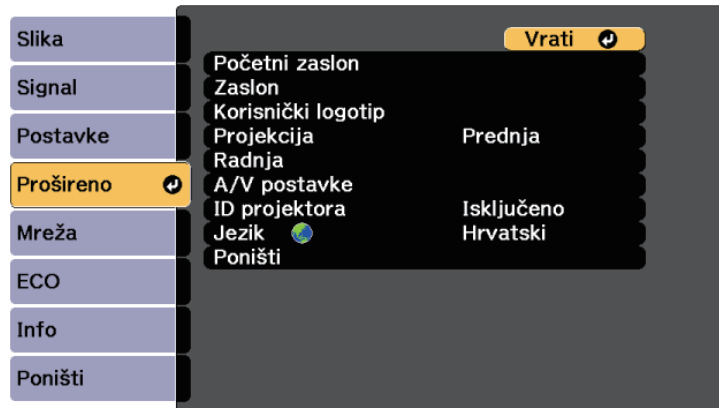 Slika
Signal
Postavke
Prošireno
Mreža
ECO
Info
Poništi
Vrati
Početni zaslon
Zaslon
Korisnički logotip
Projekcija Prednja
Radnja
A/V postavke
ID projektora Isključeno
Jezik Hrvatski
Poništi